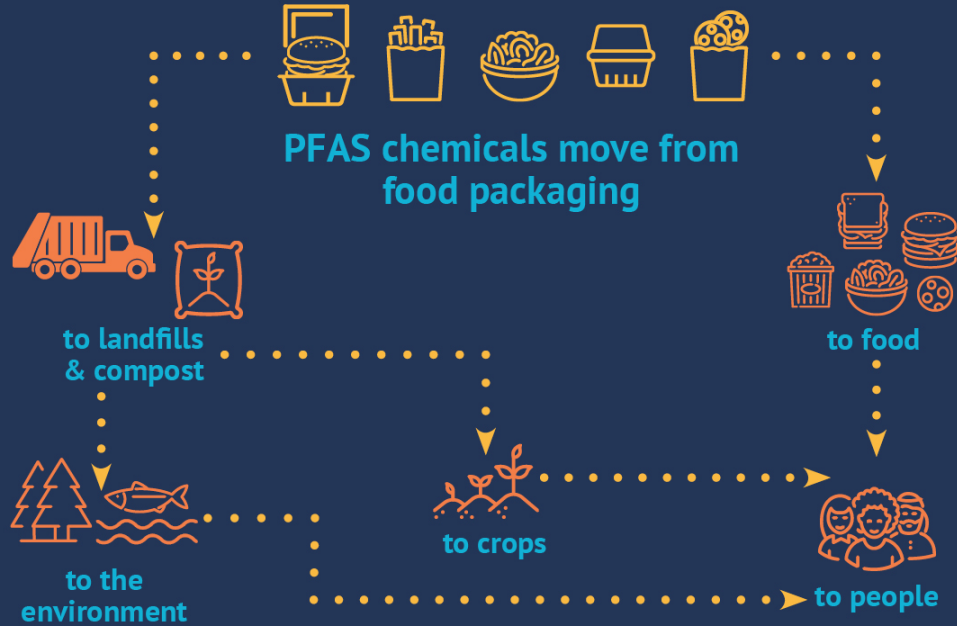 PFAS chemicals move from
food packaging
to landfills
& compost
to food
to crops
to the
environment
to people